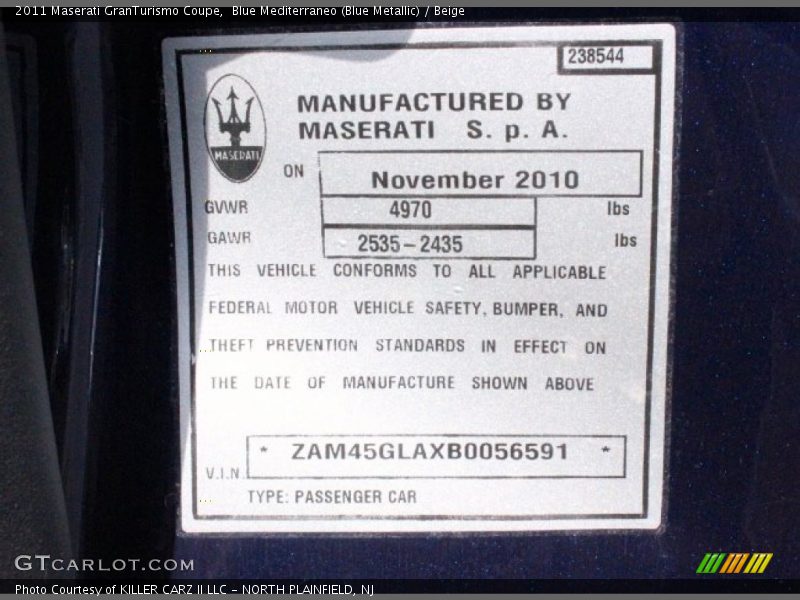 2011 Maserati GranTurismo Coupe,  Blue Mediterraneo (Blue Metallic) / Beige
238544
MASERATI
MANUFACTURED BY
MASERATI S. p. A.
ON November 2010
GVWR 4970 lbs
GAWR 2535-2435 lbs
THIS VEHICLE CONFORMS TO ALL APPLICABLE
FEDERAL MOTOR VEHICLE SAFETY, BUMPER, AND
THEFT PREVENTION STANDARDS IN EFFECT ON
THE DATE OF MANUFACTURE SHOWN ABOVE
V.I.N. * ZAM45GLAXB0056591 *
TYPE: PASSENGER CAR
GTCARLOT.COM
Photo Courtesy of KILLER CARZ II LLC - NORTH PLAINFIELD, NJ